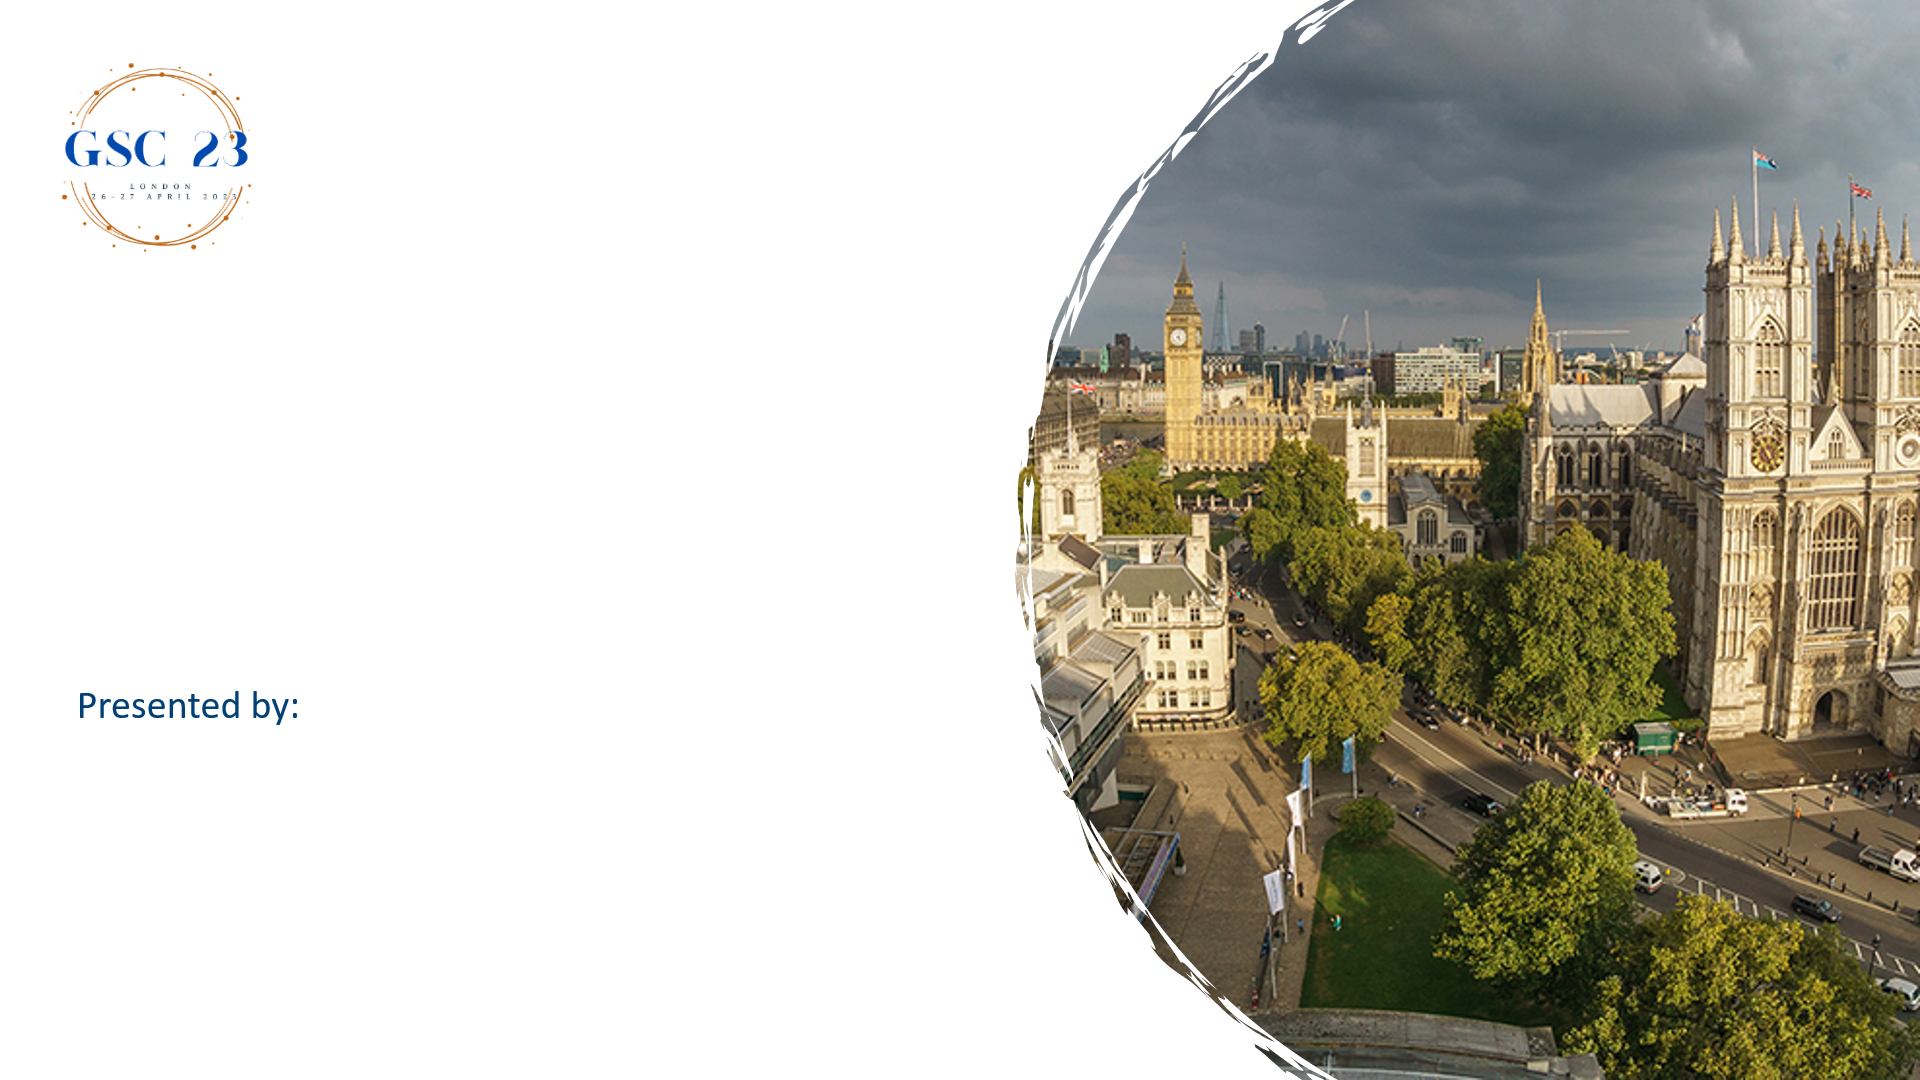 GSC 23
LONDON
26-27 APRIL 2023
Presented by: